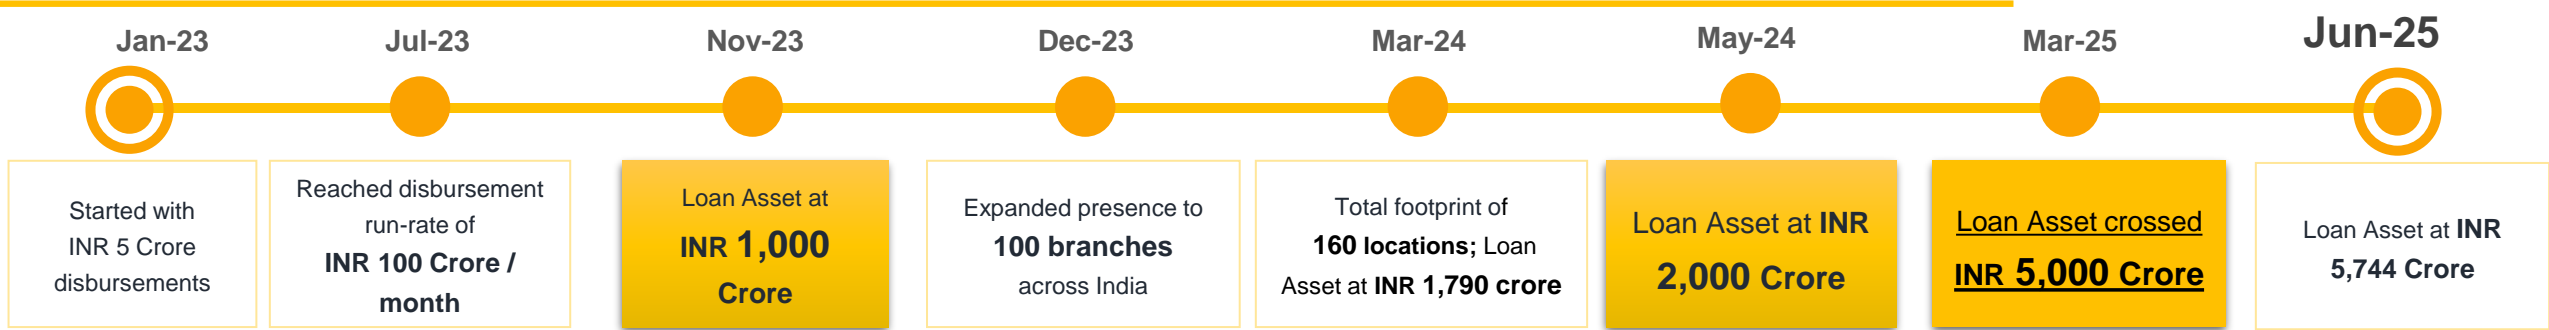 Jan-23
Jul-23
Nov-23
Dec-23
Mar-24
May-24
Mar-25
Jun-25
Started with
INR 5 Crore
disbursements
Reached disbursement
run-rate of
INR 100 Crore /
month
Loan Asset at
INR 1,000
Crore
Expanded presence to
100 branches
across India
Total footprint of
160 locations; Loan
Asset at INR 1,790 crore
Loan Asset at INR
2,000 Crore
Loan Asset crossed
INR 5,000 Crore
Loan Asset at INR
5,744 Crore